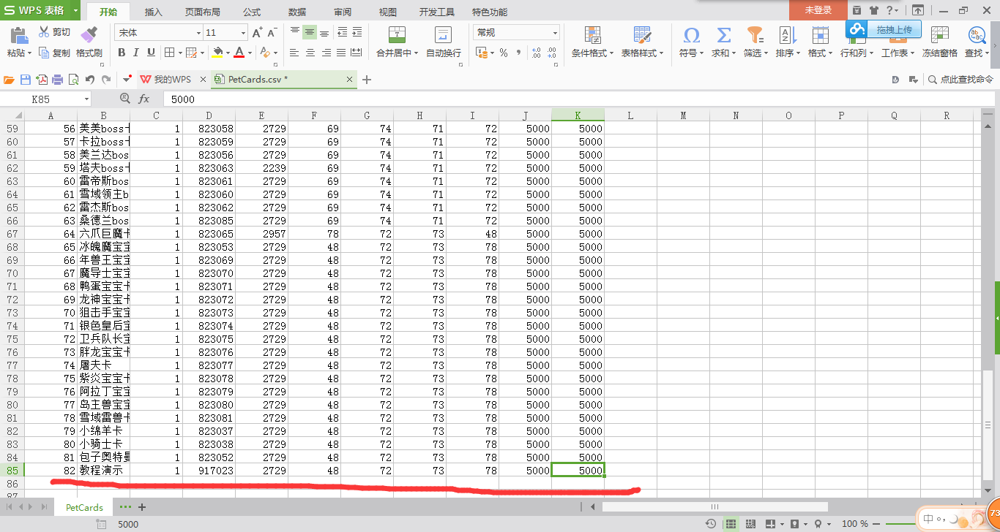 S WPS 表格 开始 插入 页面布局 公式 数据 审阅 视图 开发工具 特色功能 未登录
剪切 宋体 11 常规 拖拽上传
粘贴 复制 格式刷 B I U 合并居中 自动换行 % 条件格式 表格样式 符号 求和 筛选 排序 格式 行和列 工作表 冻结窗格 查找
我的WPS PetCards.csv * 点此查找命令
K85 fx 5000
A B C D E F G H I J K L M N O P Q R
59 56 美美boss 1 823058 2729 69 74 71 72 5000 5000
60 57 卡拉boss 1 823059 2729 69 74 71 72 5000 5000
61 58 美兰达bos 1 823056 2729 69 74 71 72 5000 5000
62 59 塔夫boss 1 823063 2239 69 74 71 72 5000 5000
63 60 雷帝斯bos 1 823061 2729 69 74 71 72 5000 5000
64 61 雪域领主b 1 823060 2729 69 74 71 72 5000 5000
65 62 雷杰斯bos 1 823062 2729 69 74 71 72 5000 5000
66 63 桑德兰bos 1 823085 2729 69 74 71 72 5000 5000
67 64 六爪巨魔卡 1 823065 2957 78 72 73 48 5000 5000
68 65 冰魄魔宝宝 1 823053 2729 48 72 73 78 5000 5000
69 66 年兽王宝宝 1 823069 2729 48 72 73 78 5000 5000
70 67 魔导士宝宝 1 823070 2729 48 72 73 78 5000 5000
71 68 鸭蛋宝宝卡 1 823071 2729 48 72 73 78 5000 5000
72 69 龙神宝宝卡 1 823072 2729 48 72 73 78 5000 5000
73 70 狙击手宝宝 1 823073 2729 48 72 73 78 5000 5000
74 71 银色皇后宝 1 823074 2729 48 72 73 78 5000 5000
75 72 卫兵队长宝 1 823075 2729 48 72 73 78 5000 5000
76 73 胖龙宝宝卡 1 823076 2729 48 72 73 78 5000 5000
77 74 屠夫卡 1 823077 2729 48 72 73 78 5000 5000
78 75 紫炎宝宝卡 1 823078 2729 48 72 73 78 5000 5000
79 76 阿拉丁宝宝 1 823079 2729 48 72 73 78 5000 5000
80 77 岛主兽宝宝 1 823080 2729 48 72 73 78 5000 5000
81 78 雪域雷兽卡 1 823081 2729 48 72 73 78 5000 5000
82 79 小绵羊卡 1 823037 2729 48 72 73 78 5000 5000
83 80 小骑士卡 1 823038 2729 48 72 73 78 5000 5000
84 81 包子奥特曼 1 823052 2729 48 72 73 78 5000 5000
85 82 教程演示 1 917023 2729 48 72 73 78 5000 5000
86
87
PetCards
5000 100 % 中 73